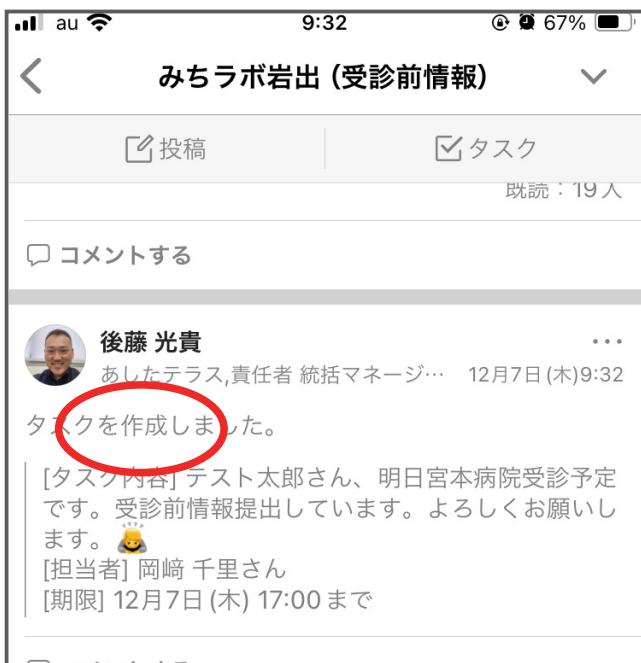 au 9:32 67%
みちラボ岩出（受診前情報）
投稿 タスク
既読：19人
コメントする
後藤 光貴
あしたテラス,責任者 統括マネージ… 12月7日(木)9:32
タスクを作成しました。
[タスク内容] テスト太郎さん、明日宮本病院受診予定
です。受診前情報提出しています。よろしくお願いし
ます。🙇
[担当者] 岡﨑 千里さん
[期限] 12月7日(木) 17:00まで